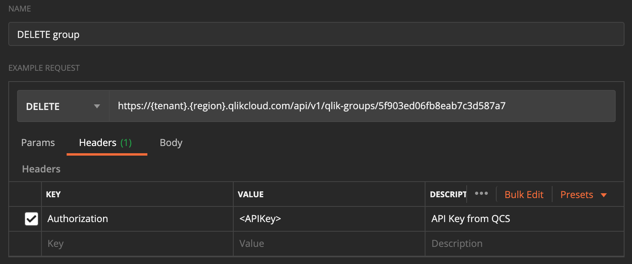 NAME
DELETE group
EXAMPLE REQUEST
DELETE https://{tenant}.{region}.qlikcloud.com/api/v1/qlik-groups/5f903ed06fb8eab7c3d587a7
Params Headers (1) Body
Headers
KEY VALUE DESCRIPT ••• Bulk Edit Presets
Authorization <APIKey> API Key from QCS
Key Value Description